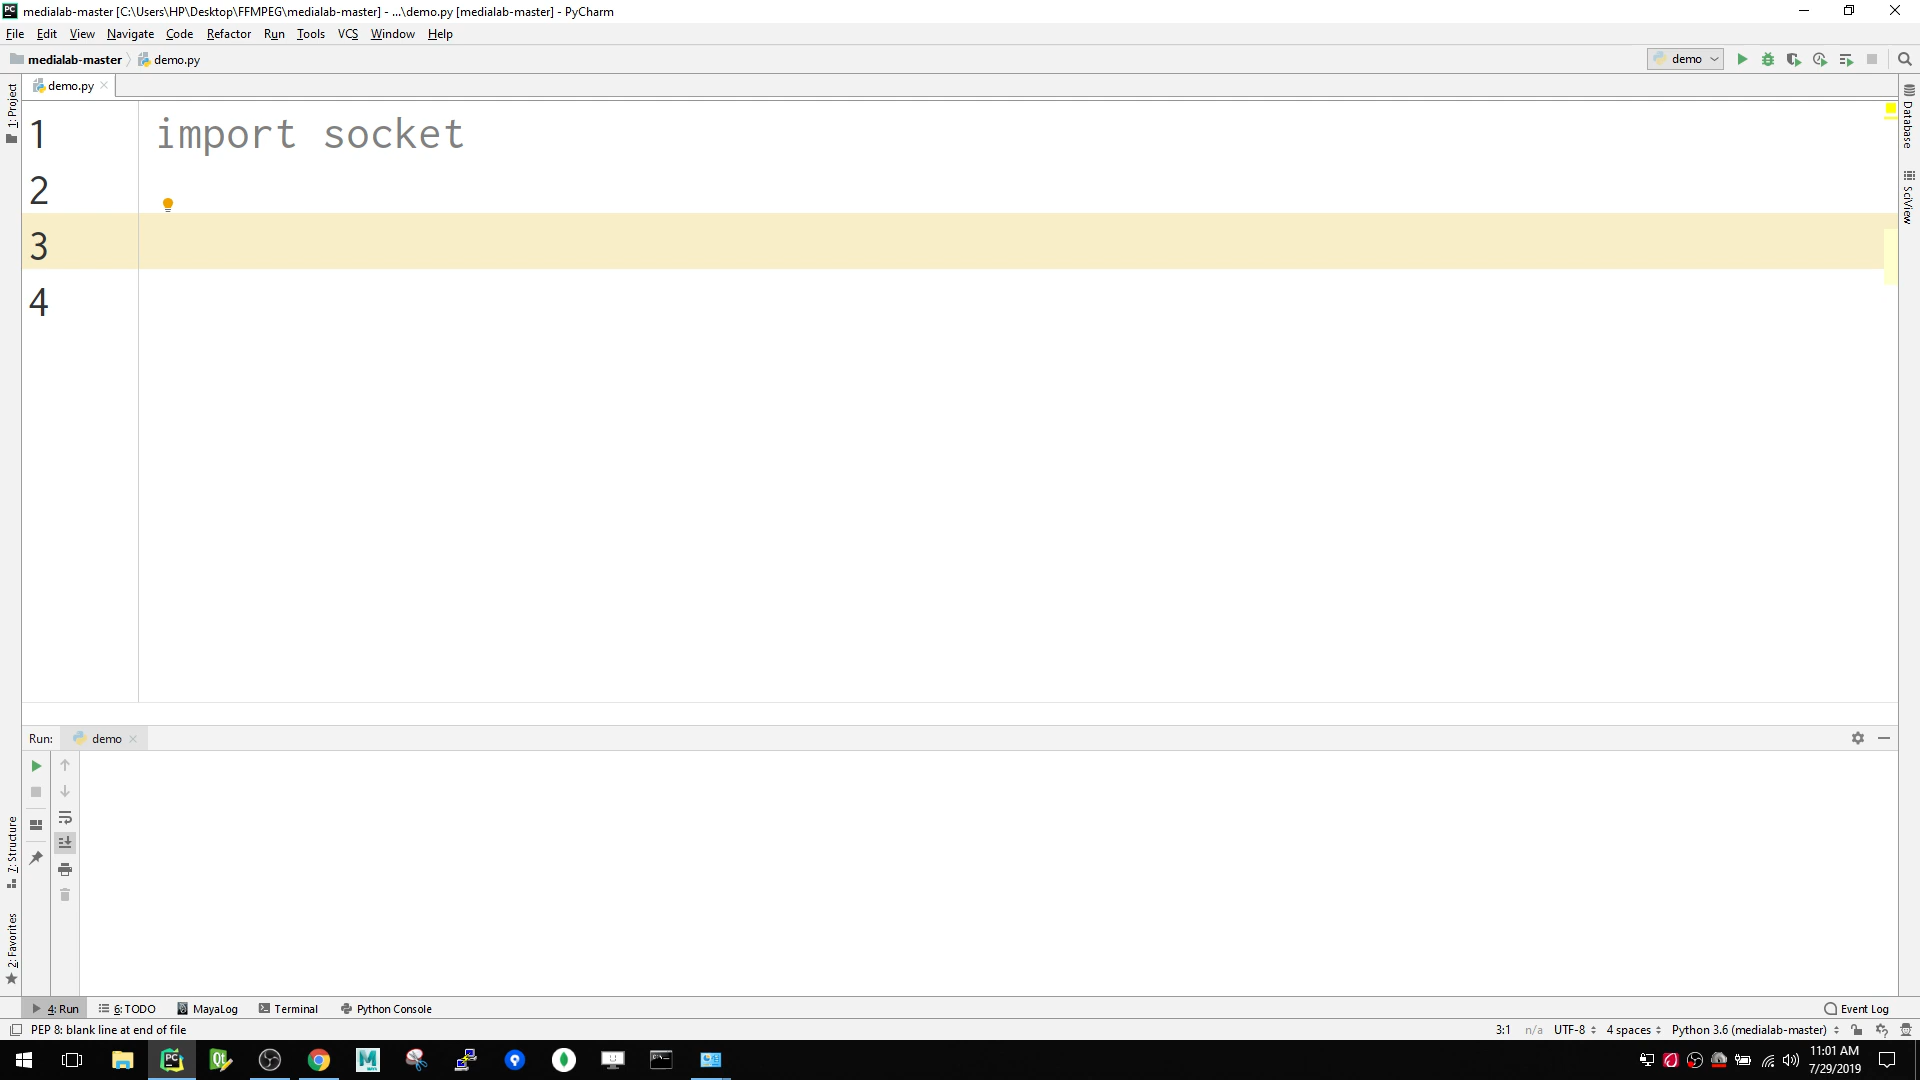 medialab-master [C:\Users\HP\Desktop\FFMPEG\medialab-master] - ...\demo.py [medialab-master] - PyCharm
File Edit View Navigate Code Refactor Run Tools VCS Window Help
medialab-master demo.py
demo
demo.py
1: Project
1 import socket
2
3
4
Database
SciView
Run: demo
7: Structure
2: Favorites
4: Run 6: TODO MayaLog Terminal Python Console Event Log
PEP 8: blank line at end of file 3:1 n/a UTF-8 4 spaces Python 3.6 (medialab-master)
11:01 AM
7/29/2019